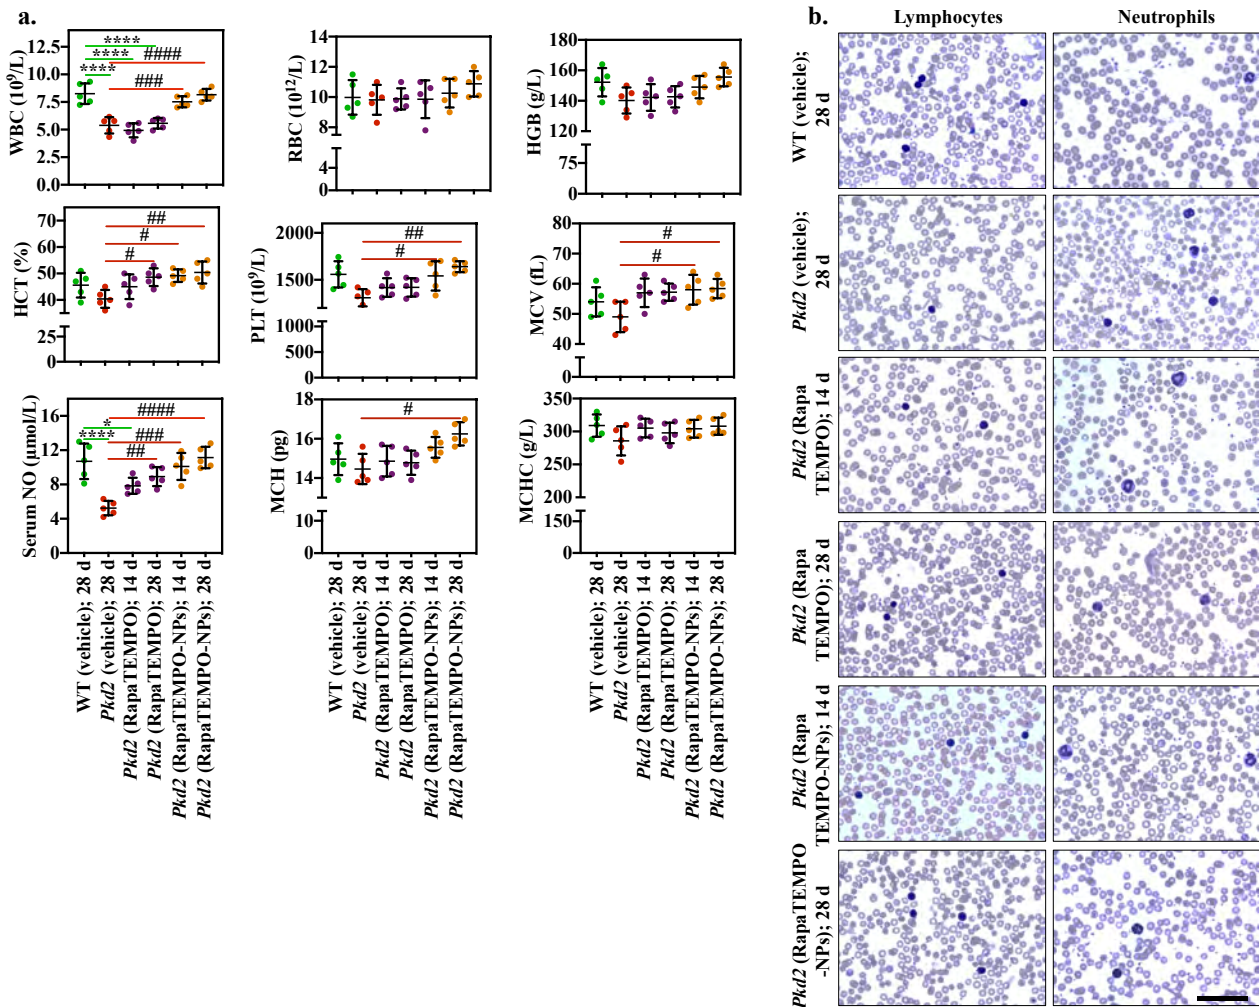 a.
WBC (10⁹/L)
12.5
10.0
7.5
5.0
2.5
0.0
****
****
****
####
###
RBC (10¹²/L)
14
12
10
8
4
2
0
HGB (g/L)
180
160
140
120
75
0
HCT (%)
70
60
50
40
30
25
0
##
#
#
PLT (10⁹/L)
2000
1500
1000
1000
500
0
##
#
MCV (fL)
80
60
50
40
0
#
#
Serum NO (µmol/L)
16
12
8
4
0
####
*
****
###
##
MCH (pg)
18
16
14
10
0
#
MCHC (g/L)
350
300
250
200
150
0
WT (vehicle); 28 d
Pkd2 (vehicle); 28 d
Pkd2 (RapaTEMPO); 14 d
Pkd2 (RapaTEMPO); 28 d
Pkd2 (RapaTEMPO-NPs); 14 d
Pkd2 (RapaTEMPO-NPs); 28 d
WT (vehicle); 28 d
Pkd2 (vehicle); 28 d
Pkd2 (RapaTEMPO); 14 d
Pkd2 (RapaTEMPO); 28 d
Pkd2 (RapaTEMPO-NPs); 14 d
Pkd2 (RapaTEMPO-NPs); 28 d
WT (vehicle); 28 d
Pkd2 (vehicle); 28 d
Pkd2 (RapaTEMPO); 14 d
Pkd2 (RapaTEMPO); 28 d
Pkd2 (RapaTEMPO-NPs); 14 d
Pkd2 (RapaTEMPO-NPs); 28 d
b.
Lymphocytes
Neutrophils
WT (vehicle);
28 d
Pkd2 (vehicle);
28 d
Pkd2 (Rapa
TEMPO); 14 d
Pkd2 (Rapa
TEMPO); 28 d
Pkd2 (Rapa
TEMPO-NPs); 14 d
Pkd2 (RapaTEMPO
-NPs); 28 d